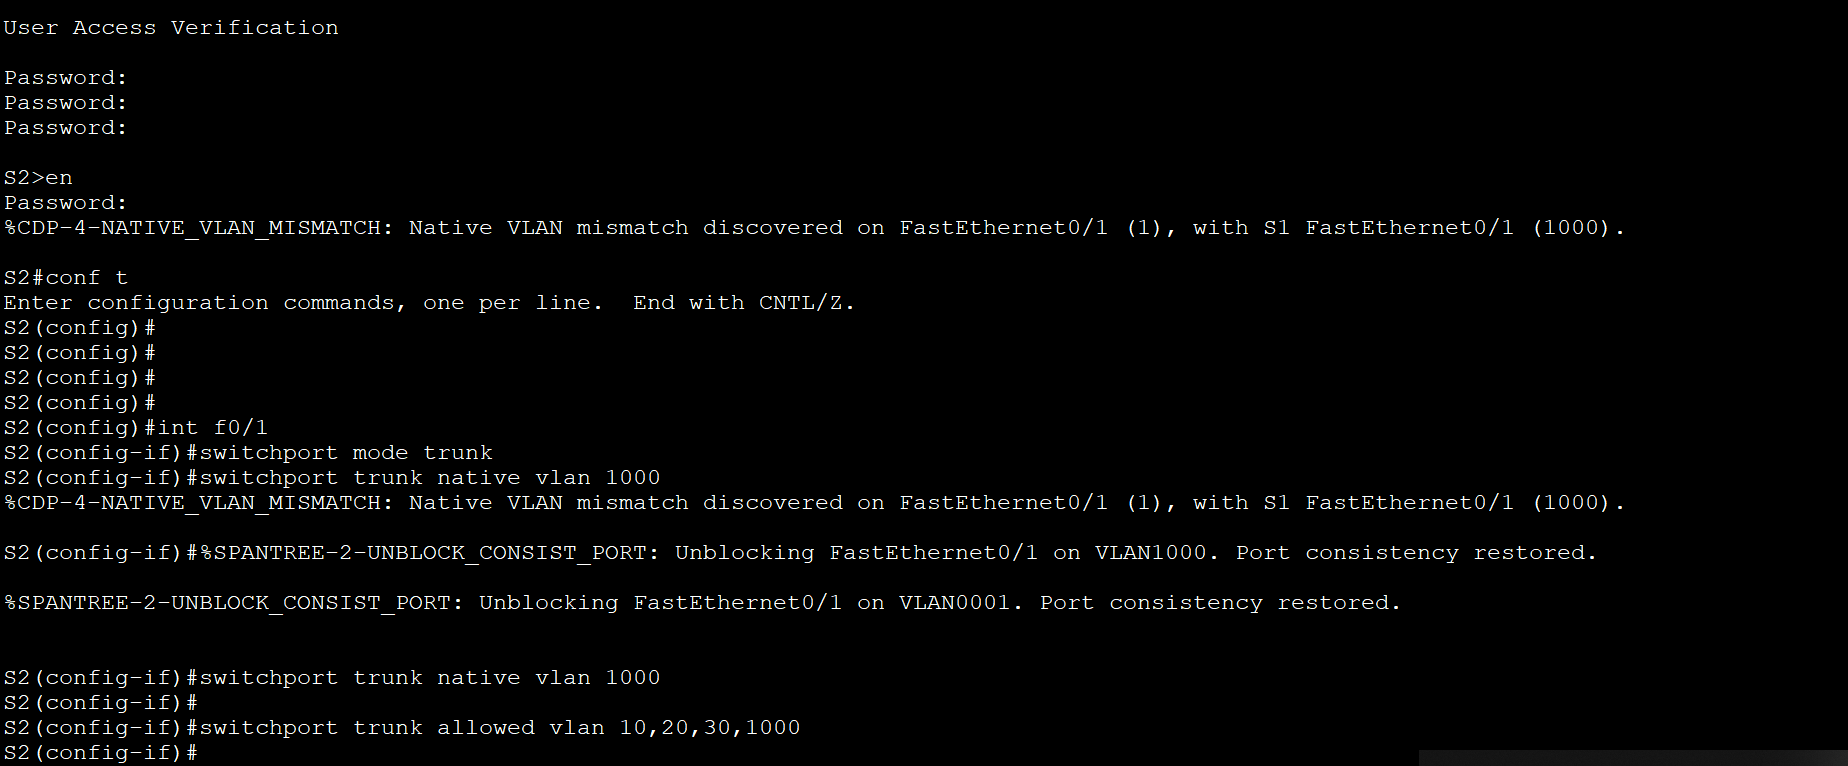 User Access Verification
Password:
Password:
Password:
S2>en
Password:
%CDP-4-NATIVE_VLAN_MISMATCH: Native VLAN mismatch discovered on FastEthernet0/1 (1), with S1 FastEthernet0/1 (1000).
S2#conf t
Enter configuration commands, one per line.  End with CNTL/Z.
S2(config)#
S2(config)#
S2(config)#
S2(config)#
S2(config)#int f0/1
S2(config-if)#switchport mode trunk
S2(config-if)#switchport trunk native vlan 1000
%CDP-4-NATIVE_VLAN_MISMATCH: Native VLAN mismatch discovered on FastEthernet0/1 (1), with S1 FastEthernet0/1 (1000).
S2(config-if)#%SPANTREE-2-UNBLOCK_CONSIST_PORT: Unblocking FastEthernet0/1 on VLAN1000. Port consistency restored.
%SPANTREE-2-UNBLOCK_CONSIST_PORT: Unblocking FastEthernet0/1 on VLAN0001. Port consistency restored.
S2(config-if)#switchport trunk native vlan 1000
S2(config-if)#
S2(config-if)#switchport trunk allowed vlan 10,20,30,1000
S2(config-if)#